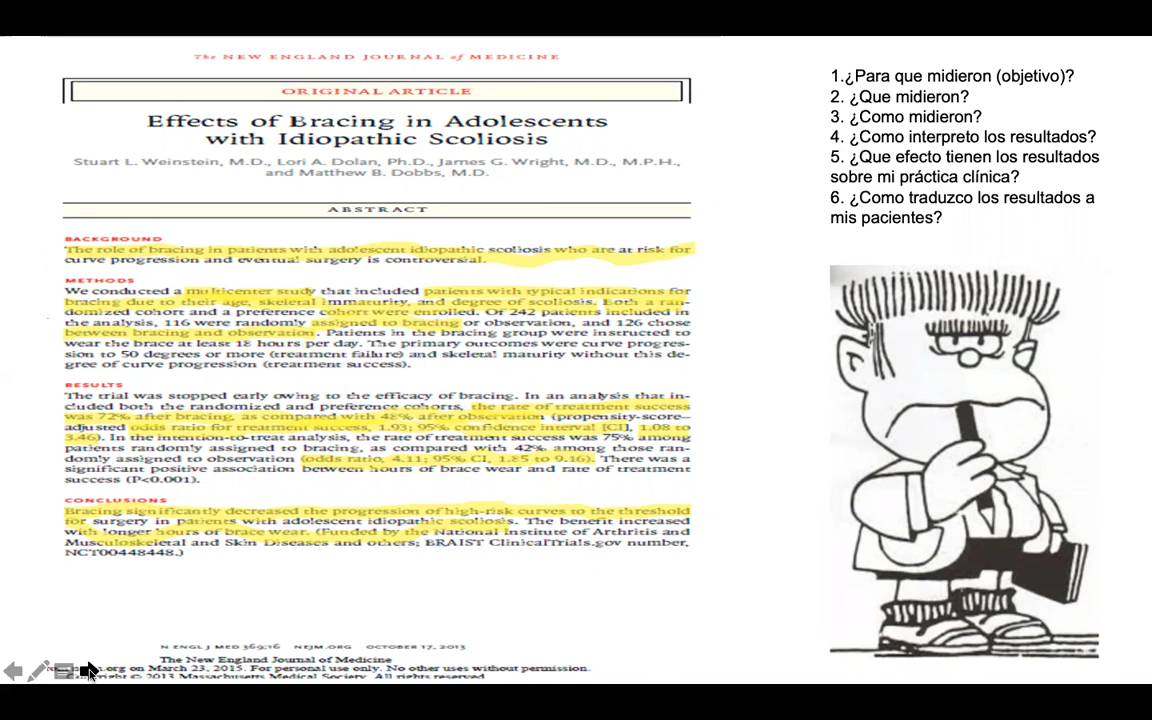 The NEW ENGLAND JOURNAL of MEDICINE
ORIGINAL ARTICLE
Effects of Bracing in Adolescents
with Idiopathic Scoliosis
Stuart L. Weinstein, M.D., Lori A. Dolan, Ph.D., James G. Wright, M.D., M.P.H.,
and Matthew B. Dobbs, M.D.
ABSTRACT
BACKGROUND
The role of bracing in patients with adolescent idiopathic scoliosis who are at risk for
curve progression and eventual surgery is controversial.
METHODS
We conducted a multicenter study that included patients with typical indications for
bracing due to their age, skeletal immaturity, and degree of scoliosis. Both a ran-
domized cohort and a preference cohort were enrolled. Of 242 patients included in
the analysis, 116 were randomly assigned to bracing or observation, and 126 chose
between bracing and observation. Patients in the bracing group were instructed to
wear the brace at least 18 hours per day. The primary outcomes were curve progres-
sion to 50 degrees or more (treatment failure) and skeletal maturity without this de-
gree of curve progression (treatment success).
RESULTS
The trial was stopped early owing to the efficacy of bracing. In an analysis that in-
cluded both the randomized and preference cohorts, the rate of treatment success
was 72% after bracing, as compared with 48% after observation (propensity-score–
adjusted odds ratio for treatment success, 1.93; 95% confidence interval [CI], 1.08 to
3.46). In the intention-to-treat analysis, the rate of treatment success was 75% among
patients randomly assigned to bracing, as compared with 42% among those ran-
domly assigned to observation (odds ratio, 4.11; 95% CI, 1.85 to 9.16). There was a
significant positive association between hours of brace wear and rate of treatment
success (P<0.001).
CONCLUSIONS
Bracing significantly decreased the progression of high-risk curves to the threshold
for surgery in patients with adolescent idiopathic scoliosis. The benefit increased
with longer hours of brace wear. (Funded by the National Institute of Arthritis and
Musculoskeletal and Skin Diseases and others; BRAIST ClinicalTrials.gov number,
NCT00448448.)
N ENGL J MED 369;16 NEJM.ORG OCTOBER 17, 2013
The New England Journal of Medicine
.org on March 23, 2015. For personal use only. No other uses without permission.
© 2013 Massachusetts Medical Society. All rights reserved
1.¿Para que midieron (objetivo)?
2. ¿Que midieron?
3. ¿Como midieron?
4. ¿Como interpreto los resultados?
5. ¿Que efecto tienen los resultados
sobre mi práctica clínica?
6. ¿Como traduzco los resultados a
mis pacientes?